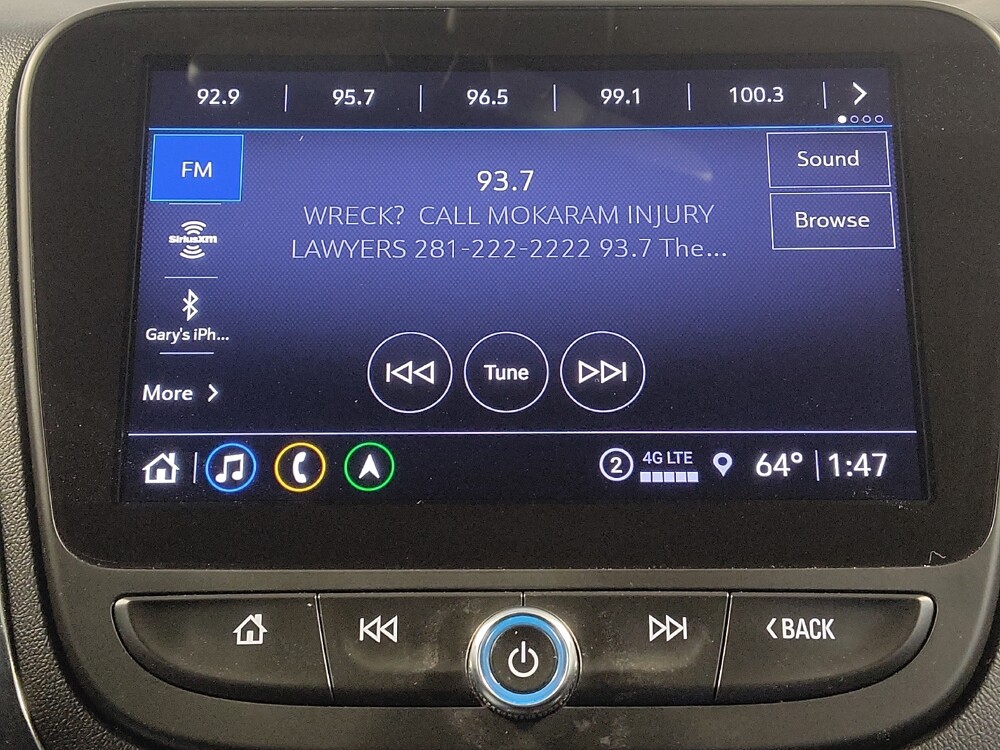 92.9 95.7 96.5 99.1 100.3
FM
93.7
Sound
WRECK? CALL MOKARAM INJURY
LAWYERS 281-222-2222 93.7 The...
Browse
SiriusXM
Gary's iPh...
More
Tune
2 4G LTE 64° 1:47
BACK